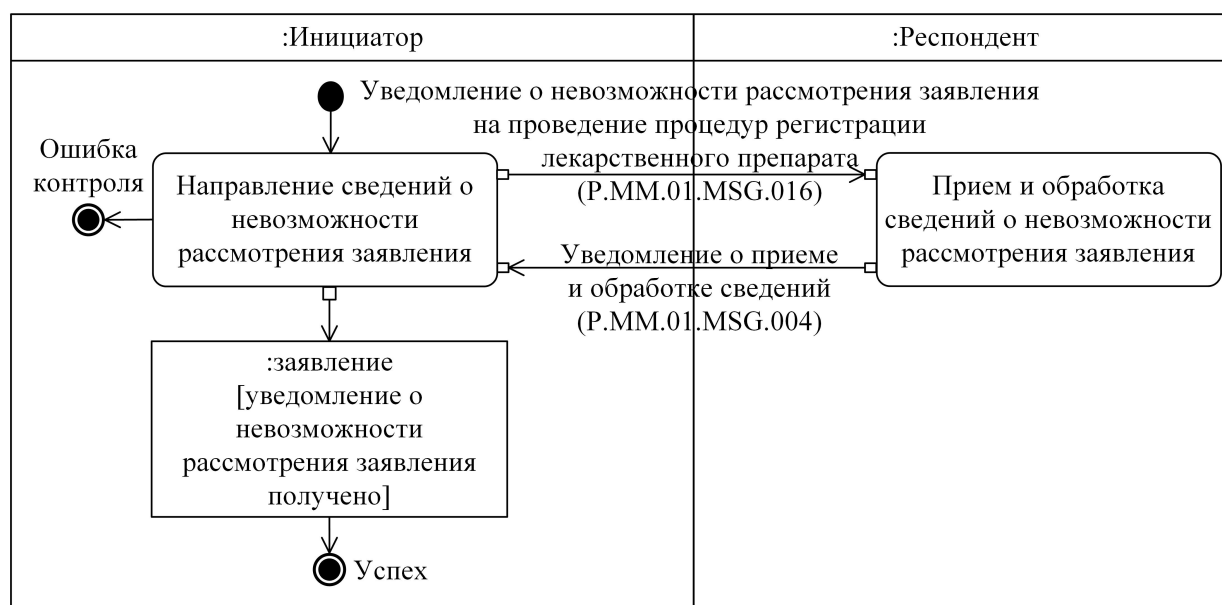 :Инициатор
:Респондент
Уведомление о невозможности рассмотрения заявления
на проведение процедур регистрации
лекарственного препарата
(P.MM.01.MSG.016)
Ошибка
контроля
Направление сведений о
невозможности
рассмотрения заявления
Прием и обработка
сведений о невозможности
рассмотрения заявления
Уведомление о приеме
и обработке сведений
(P.MM.01.MSG.004)
:заявление
[уведомление о
невозможности
рассмотрения заявления
получено]
Успех